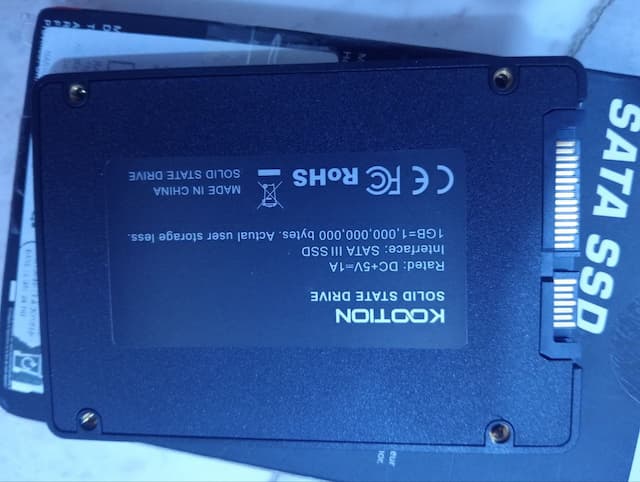 KOOTION
SOLID STATE DRIVE
Rated: DC+5V=1A
Interface: SATA III SSD
1GB=1,000,000,000 bytes. Actual user storage less.
CE FC RoHS
MADE IN CHINA
SOLID STATE DRIVE
SATA SSD